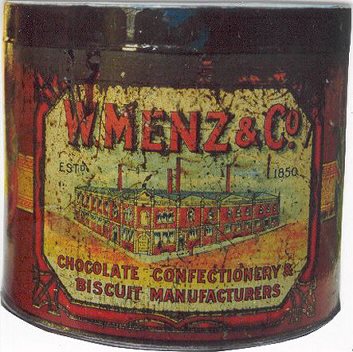 W. MENZ & Co
ESTD 1850
CHOCOLATE CONFECTIONERY &
BISCUIT MANUFACTURERS